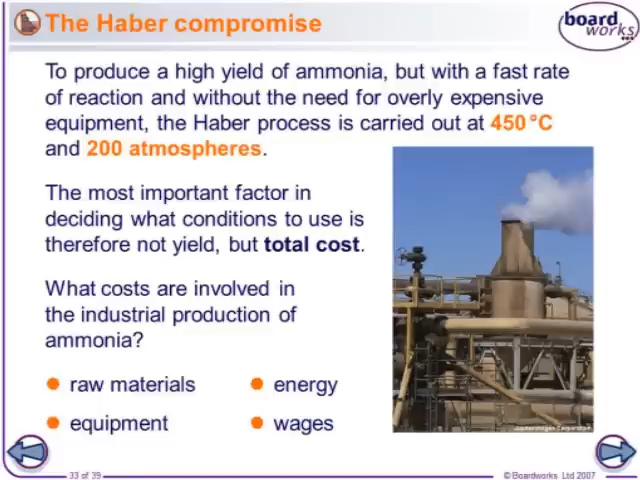 The Haber compromise
board
works
To produce a high yield of ammonia, but with a fast rate
of reaction and without the need for overly expensive
equipment, the Haber process is carried out at 450 °C
and 200 atmospheres.
The most important factor in
deciding what conditions to use is
therefore not yield, but total cost.
What costs are involved in
the industrial production of
ammonia?
raw materials
energy
equipment
wages
33 of 39
© Boardworks Ltd 2007